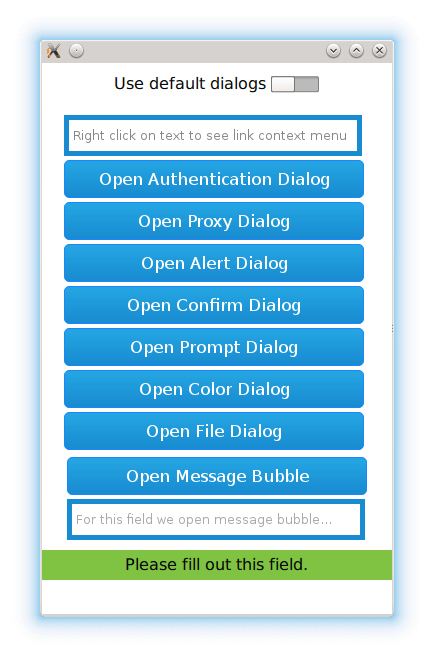 Use default dialogs
Right click on text to see link context menu
Open Authentication Dialog
Open Proxy Dialog
Open Alert Dialog
Open Confirm Dialog
Open Prompt Dialog
Open Color Dialog
Open File Dialog
Open Message Bubble
For this field we open message bubble...
Please fill out this field.